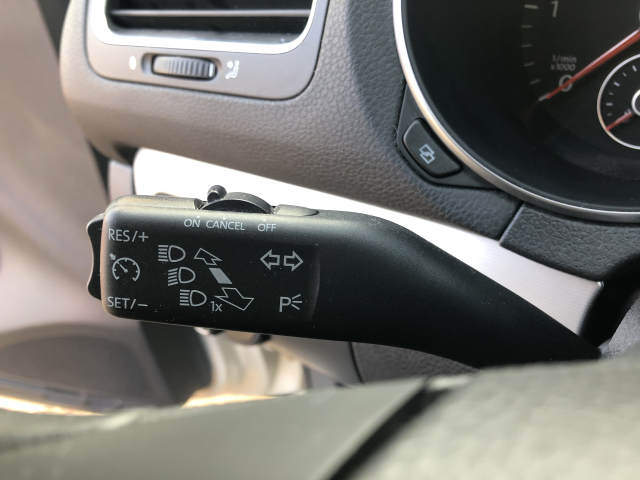 1
1/min
x1000
ON CANCEL OFF
RES/+
SET/-
1x
P